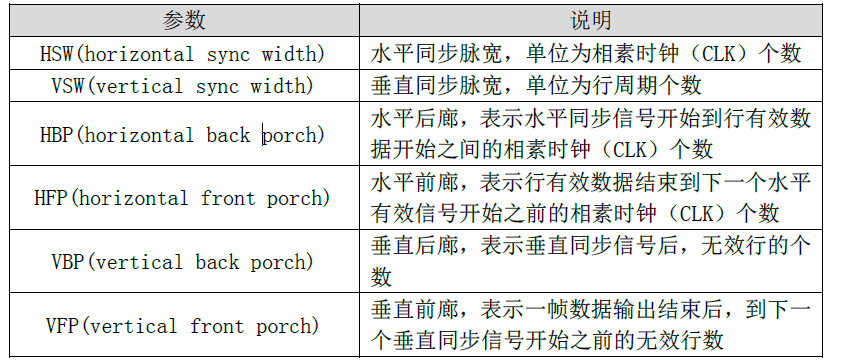 参数 说明
HSW(horizontal sync width) 水平同步脉宽，单位为相素时钟（CLK）个数
VSW(vertical sync width) 垂直同步脉宽，单位为行周期个数
HBP(horizontal back porch) 水平后廊，表示水平同步信号开始到行有效数
据开始之间的相素时钟（CLK）个数
HFP(horizontal front porch) 水平前廊，表示行有效数据结束到下一个水平
有效信号开始之前的相素时钟（CLK）个数
VBP(vertical back porch) 垂直后廊，表示垂直同步信号后，无效行的个
数
VFP(vertical front porch) 垂直前廊，表示一帧数据输出结束后，到下一
个垂直同步信号开始之前的无效行数